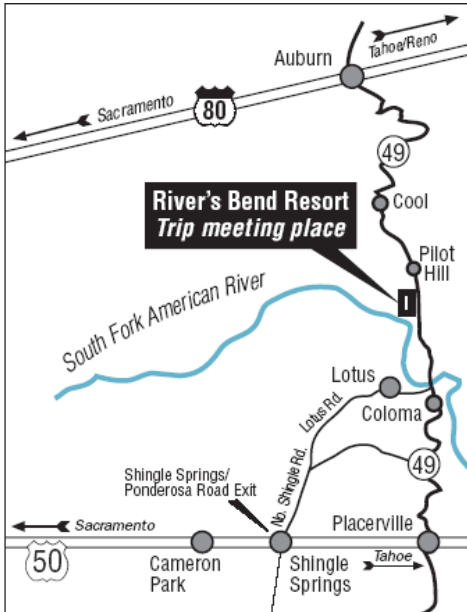 Tahoe/Reno
Auburn
Sacramento
80
49
River's Bend Resort
Trip meeting place
Cool
Pilot
Hill
South Fork American River
Lotus
Lotus Rd.
Coloma
No. Shingle Rd.
49
Shingle Springs/
Ponderosa Road Exit
Sacramento
Placerville
50
Cameron
Park
Shingle
Springs
Tahoe